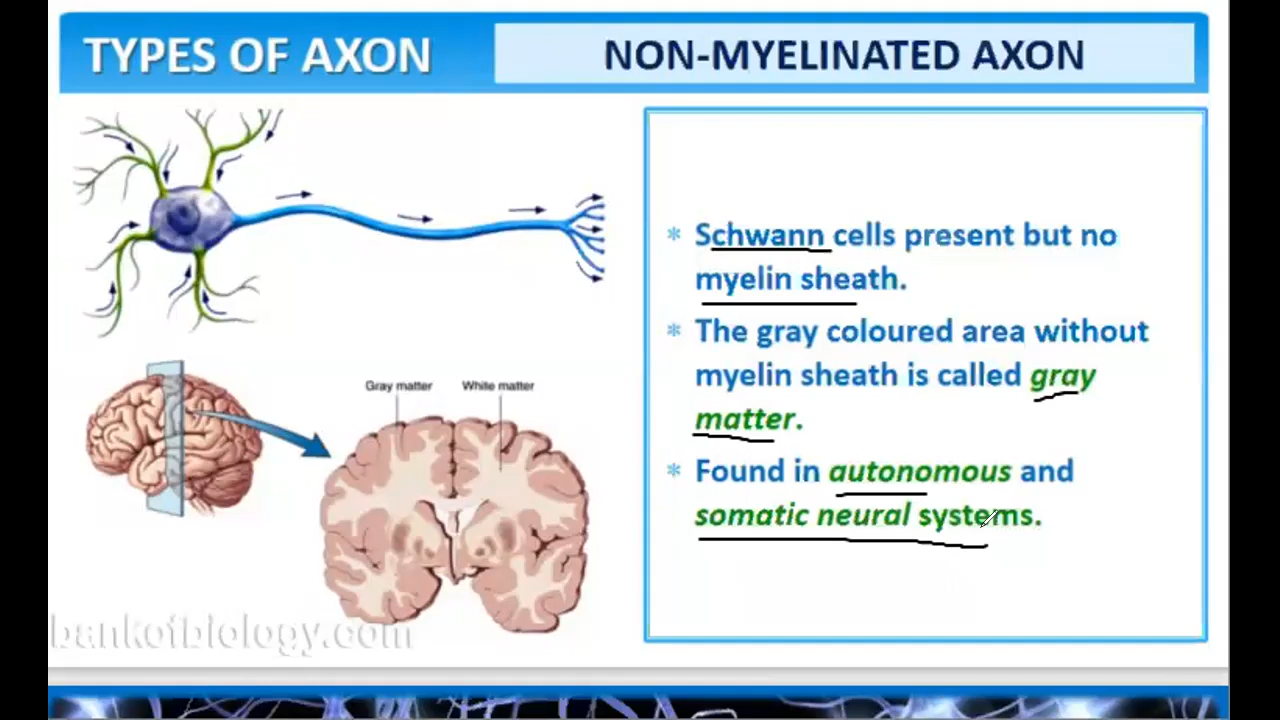 TYPES OF AXON
NON-MYELINATED AXON
* Schwann cells present but no
myelin sheath.
* The gray coloured area without
myelin sheath is called gray
matter.
* Found in autonomous and
somatic neural systems.
Gray matter
White matter
bankofbiology.com